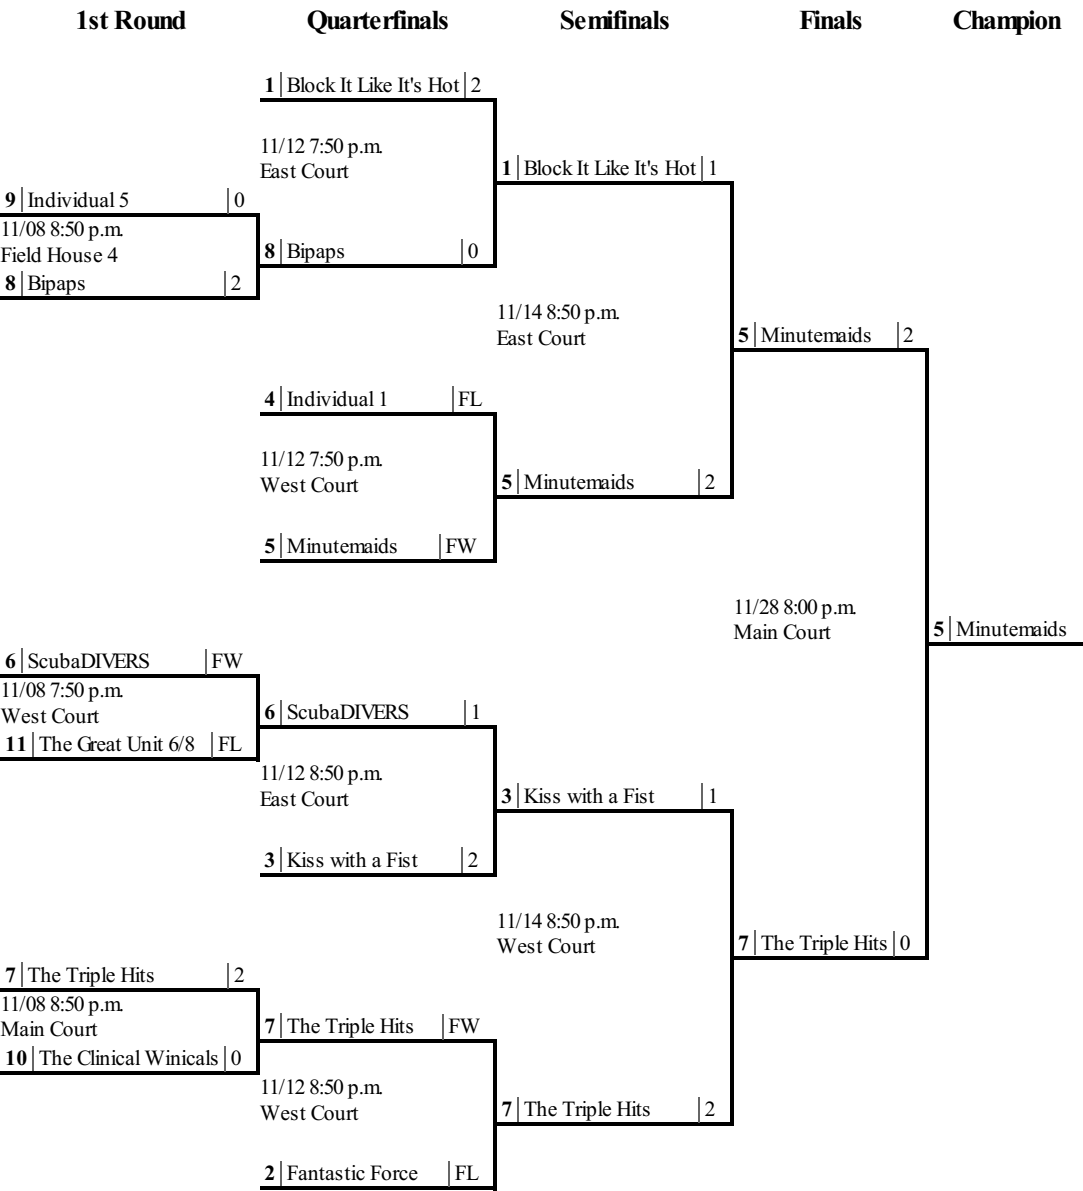 1st Round Quarterfinals Semifinals Finals Champion
1 Block It Like It's Hot 2
11/12 7:50 p.m.
East Court
1 Block It Like It's Hot 1
9 Individual 5 0
11/08 8:50 p.m.
Field House 4
8 Bipaps 0
8 Bipaps 2
11/14 8:50 p.m.
East Court
5 Minutemaids 2
4 Individual 1 FL
11/12 7:50 p.m.
West Court
5 Minutemaids 2
5 Minutemaids FW
11/28 8:00 p.m.
Main Court
5 Minutemaids
6 ScubaDIVERS FW
11/08 7:50 p.m.
West Court
6 ScubaDIVERS 1
11 The Great Unit 6/8 FL
11/12 8:50 p.m.
East Court
3 Kiss with a Fist 1
3 Kiss with a Fist 2
11/14 8:50 p.m.
West Court
7 The Triple Hits 0
7 The Triple Hits 2
11/08 8:50 p.m.
Main Court
7 The Triple Hits FW
10 The Clinical Winicals 0
11/12 8:50 p.m.
West Court
7 The Triple Hits 2
2 Fantastic Force FL